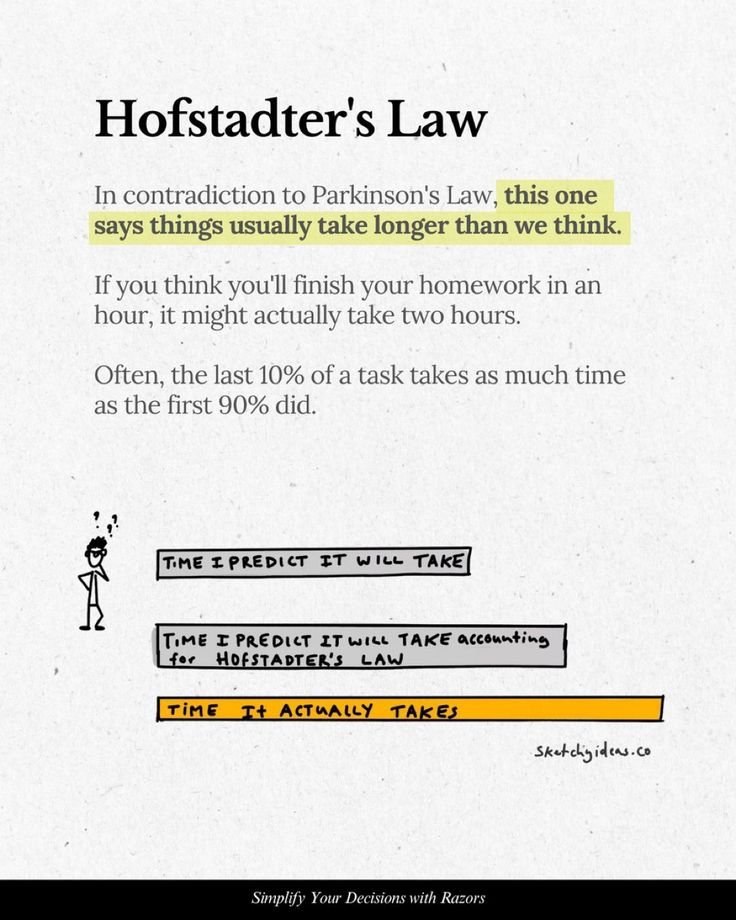 Hofstadter's Law
In contradiction to Parkinson's Law, this one
says things usually take longer than we think.
If you think you'll finish your homework in an
hour, it might actually take two hours.
Often, the last 10% of a task takes as much time
as the first 90% did.
? ? ?
TIME I PREDICT IT WILL TAKE
TIME I PREDICT IT WILL TAKE accounting
for HOFSTADTER'S LAW
TIME It ACTUALLY TAKES
sketchyideas.co
Simplify Your Decisions with Razors